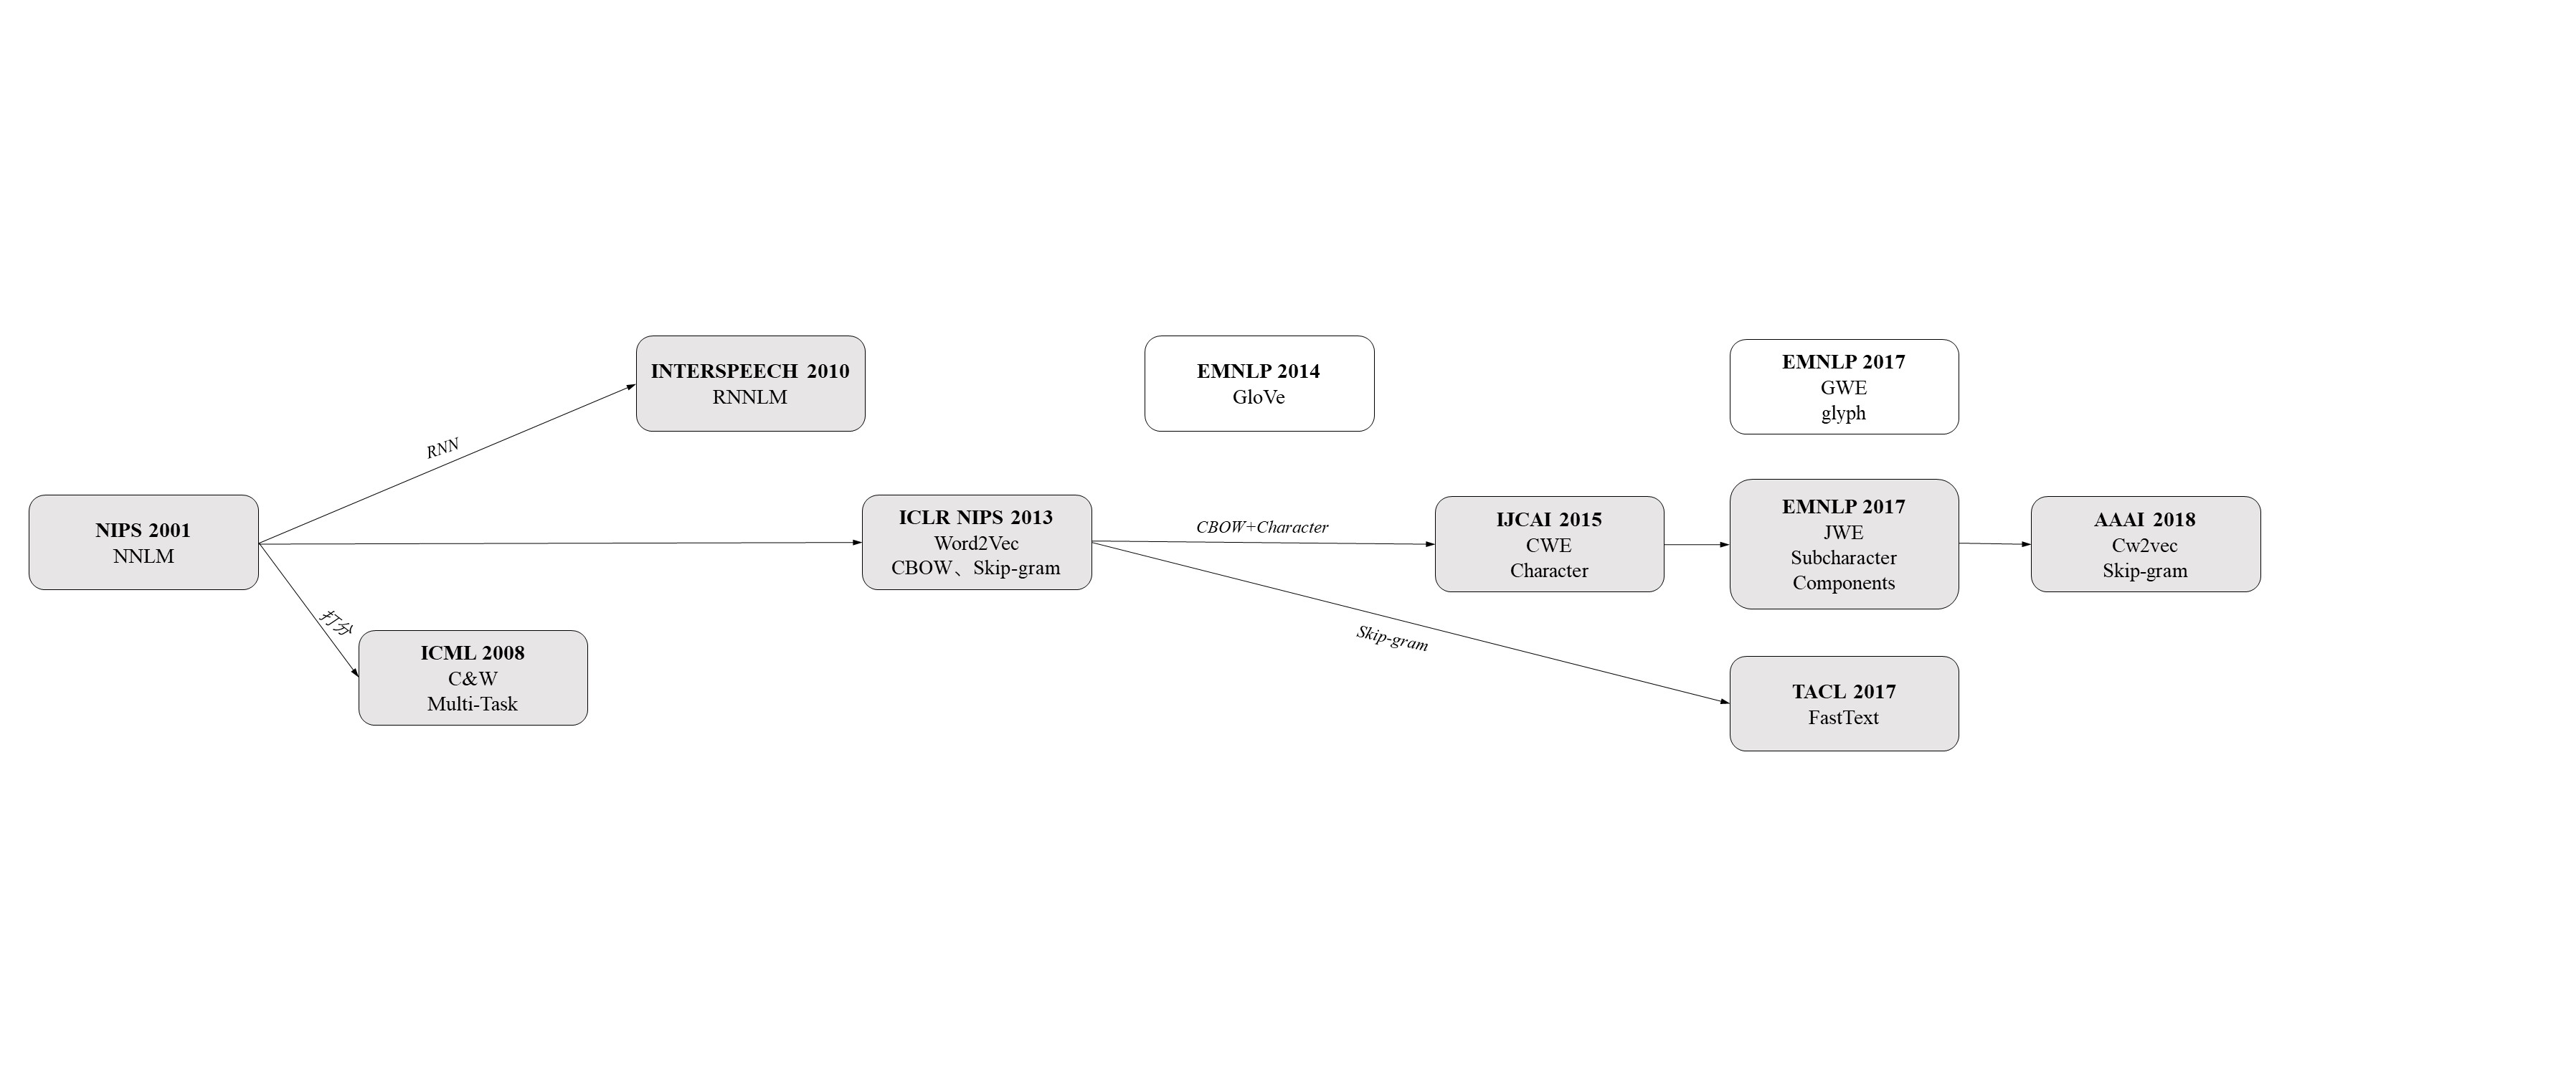 INTERSPEECH 2010
RNNLM
EMNLP 2014
GloVe
EMNLP 2017
GWE
glyph
RNN
NIPS 2001
NNLM
ICLR NIPS 2013
Word2Vec
CBOW、Skip-gram
CBOW+Character
IJCAI 2015
CWE
Character
EMNLP 2017
JWE
Subcharacter
Components
AAAI 2018
Cw2vec
Skip-gram
打分
ICML 2008
C&W
Multi-Task
Skip-gram
TACL 2017
FastText